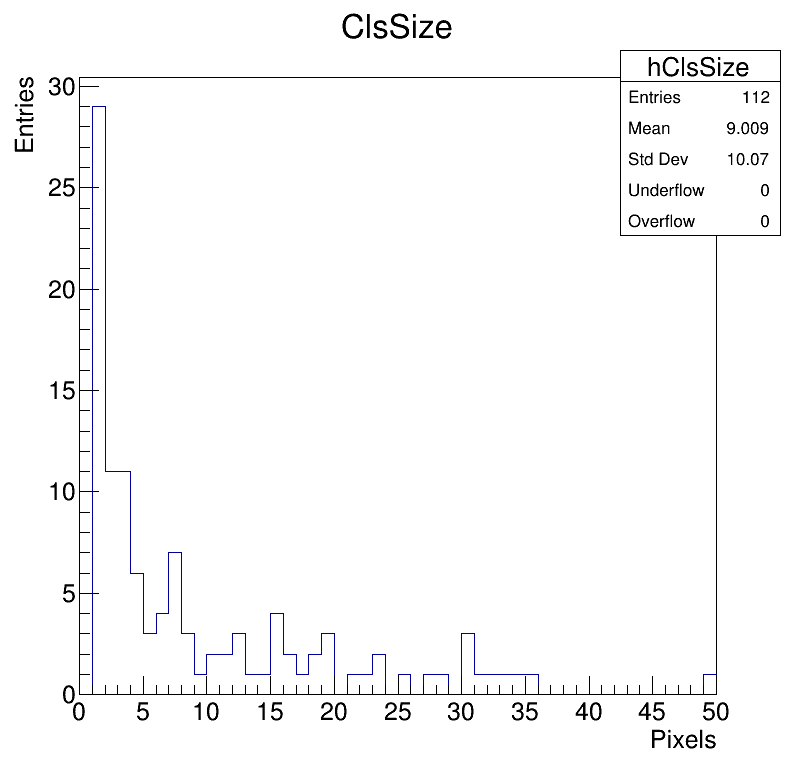 ClsSize
hClsSize
Entries 112
Mean 9.009
Std Dev 10.07
Underflow 0
Overflow 0
Entries
30
25
20
15
10
5
0
0 5 10 15 20 25 30 35 40 45 50
Pixels